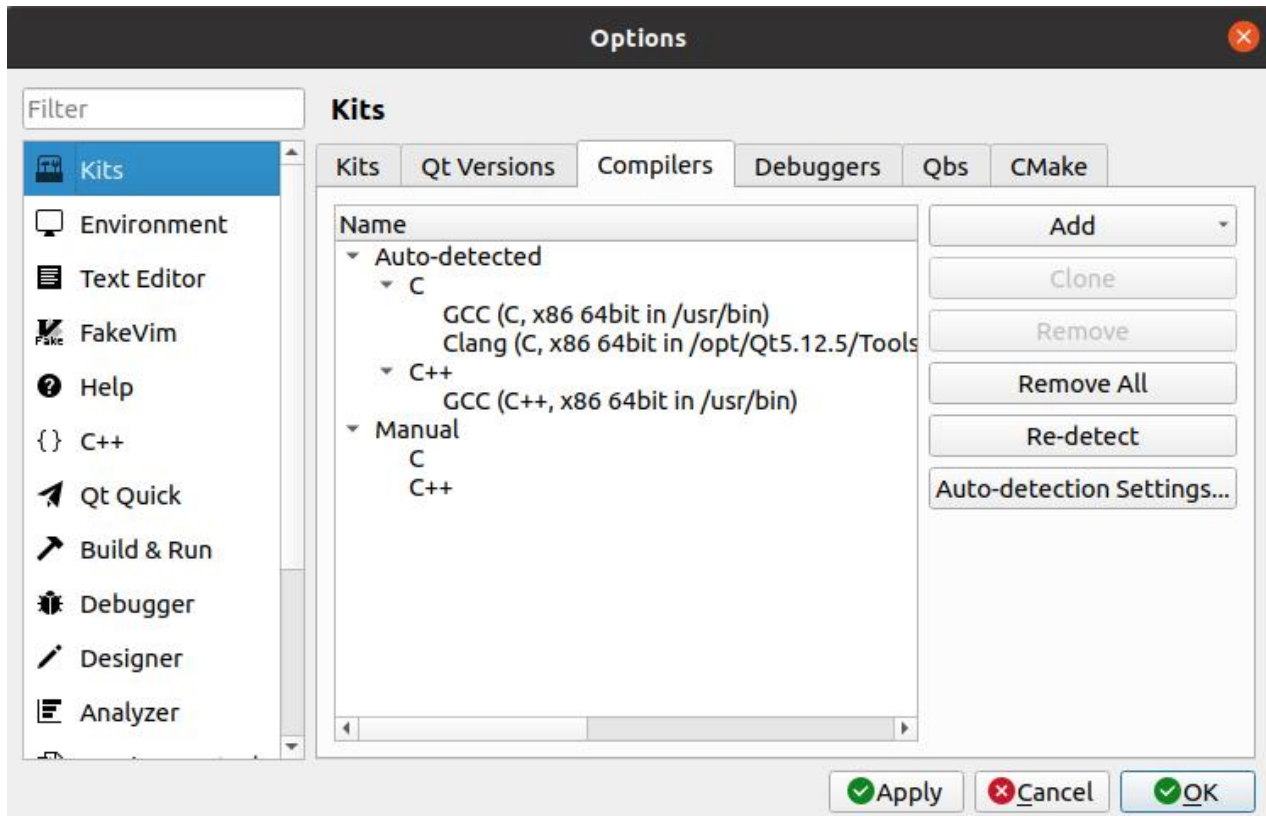 Options
Filter
Kits
Environment
Text Editor
FakeVim
Help
C++
Qt Quick
Build & Run
Debugger
Designer
Analyzer
Kits
Kits Qt Versions Compilers Debuggers Qbs CMake
Name
Auto-detected
C
GCC (C, x86 64bit in /usr/bin)
Clang (C, x86 64bit in /opt/Qt5.12.5/Tools
C++
GCC (C++, x86 64bit in /usr/bin)
Manual
C
C++
Add
Clone
Remove
Remove All
Re-detect
Auto-detection Settings...
Apply Cancel OK